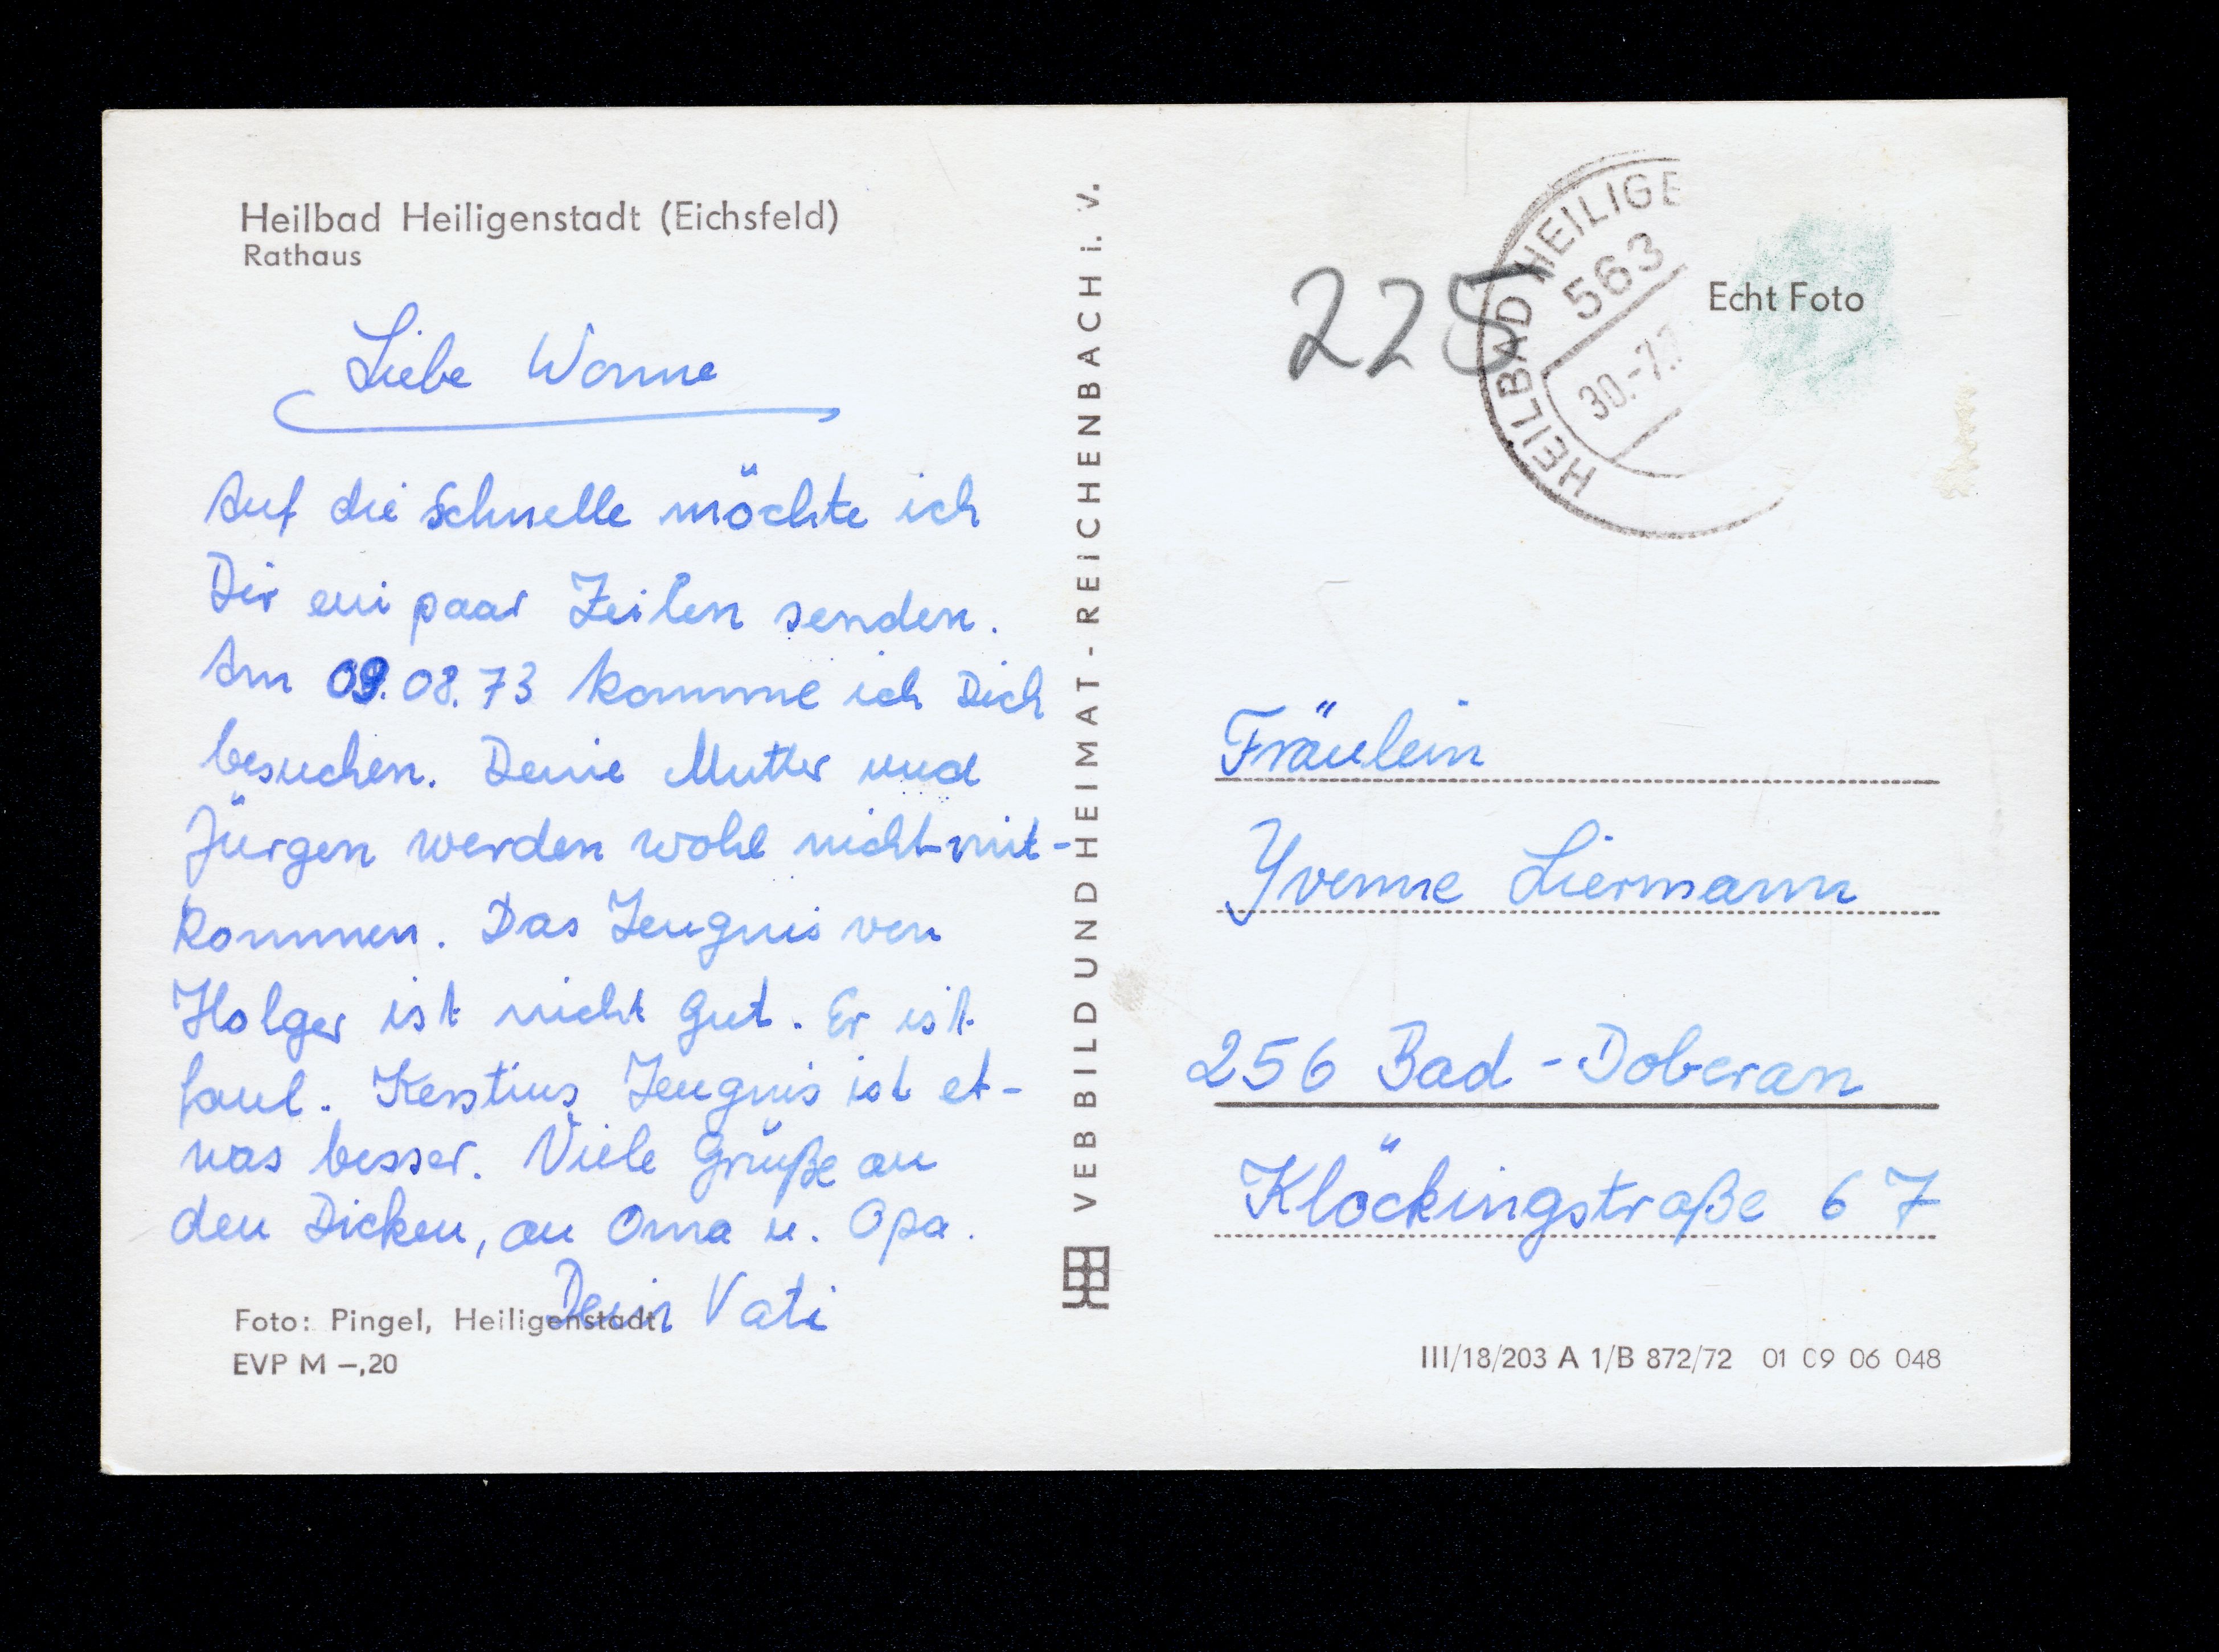 Heilbad Heiligenstadt (Eichsfeld)
Rathaus
Liebe Wonne
Auf die Schnelle möchte ich
Dir ein paar Zeilen senden.
Am 09.08.73 komme ich Dich
besuchen. Deine Mutter und
Jürgen werden wohl nicht mit-
kommen. Das Zeugnis von
Holger ist nicht gut. Er ist
faul. Kerstins Zeugnis ist et-
was besser. Viele Grüße an
den Dicken, an Oma u. Opa.
Dein Vati
Foto: Pingel, Heiligenstadt
EVP M –,20
VEB BILD UND HEIMAT - REICHENBACH i. V.
225
HEILBAD HEILIGE
563
30.-7.7
Echt Foto
Fräulein
Yvonne Liermann
256 Bad - Doberan
Klöckingstraße 67
III/18/203 A 1/B 872/72 01 09 06 048